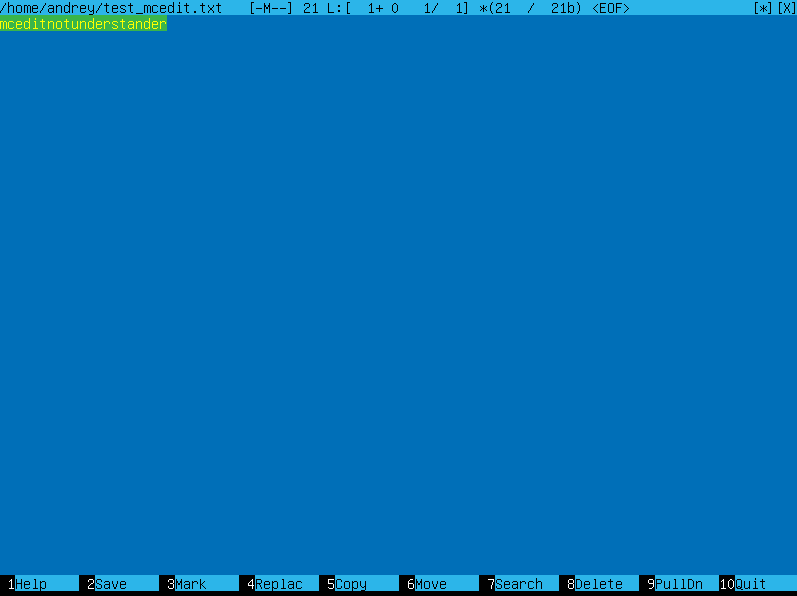 /home/andrey/test_mcedit.txt   [-M--] 21 L:[  1+ 0   1/  1] *(21  /  21b) <EOF>   [*][X]
mceditnotunderstander
1Help 2Save 3Mark 4Replac 5Copy 6Move 7Search 8Delete 9PullDn 10Quit